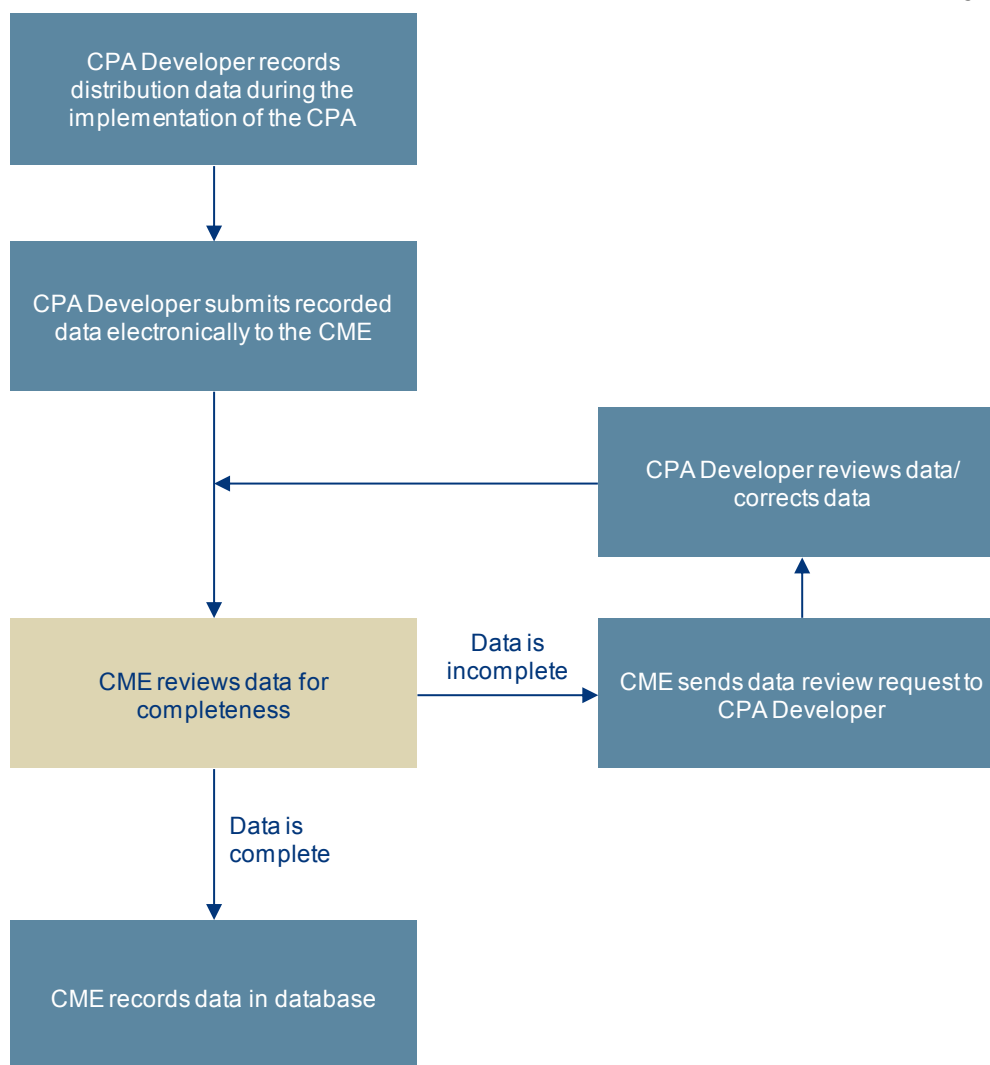 CPA Developer records
distribution data during the
implementation of the CPA
CPA Developer submits recorded
data electronically to the CME
CPA Developer reviews data/
corrects data
CME reviews data for
completeness
Data is
incomplete
CME sends data review request to
CPA Developer
Data is
complete
CME records data in database